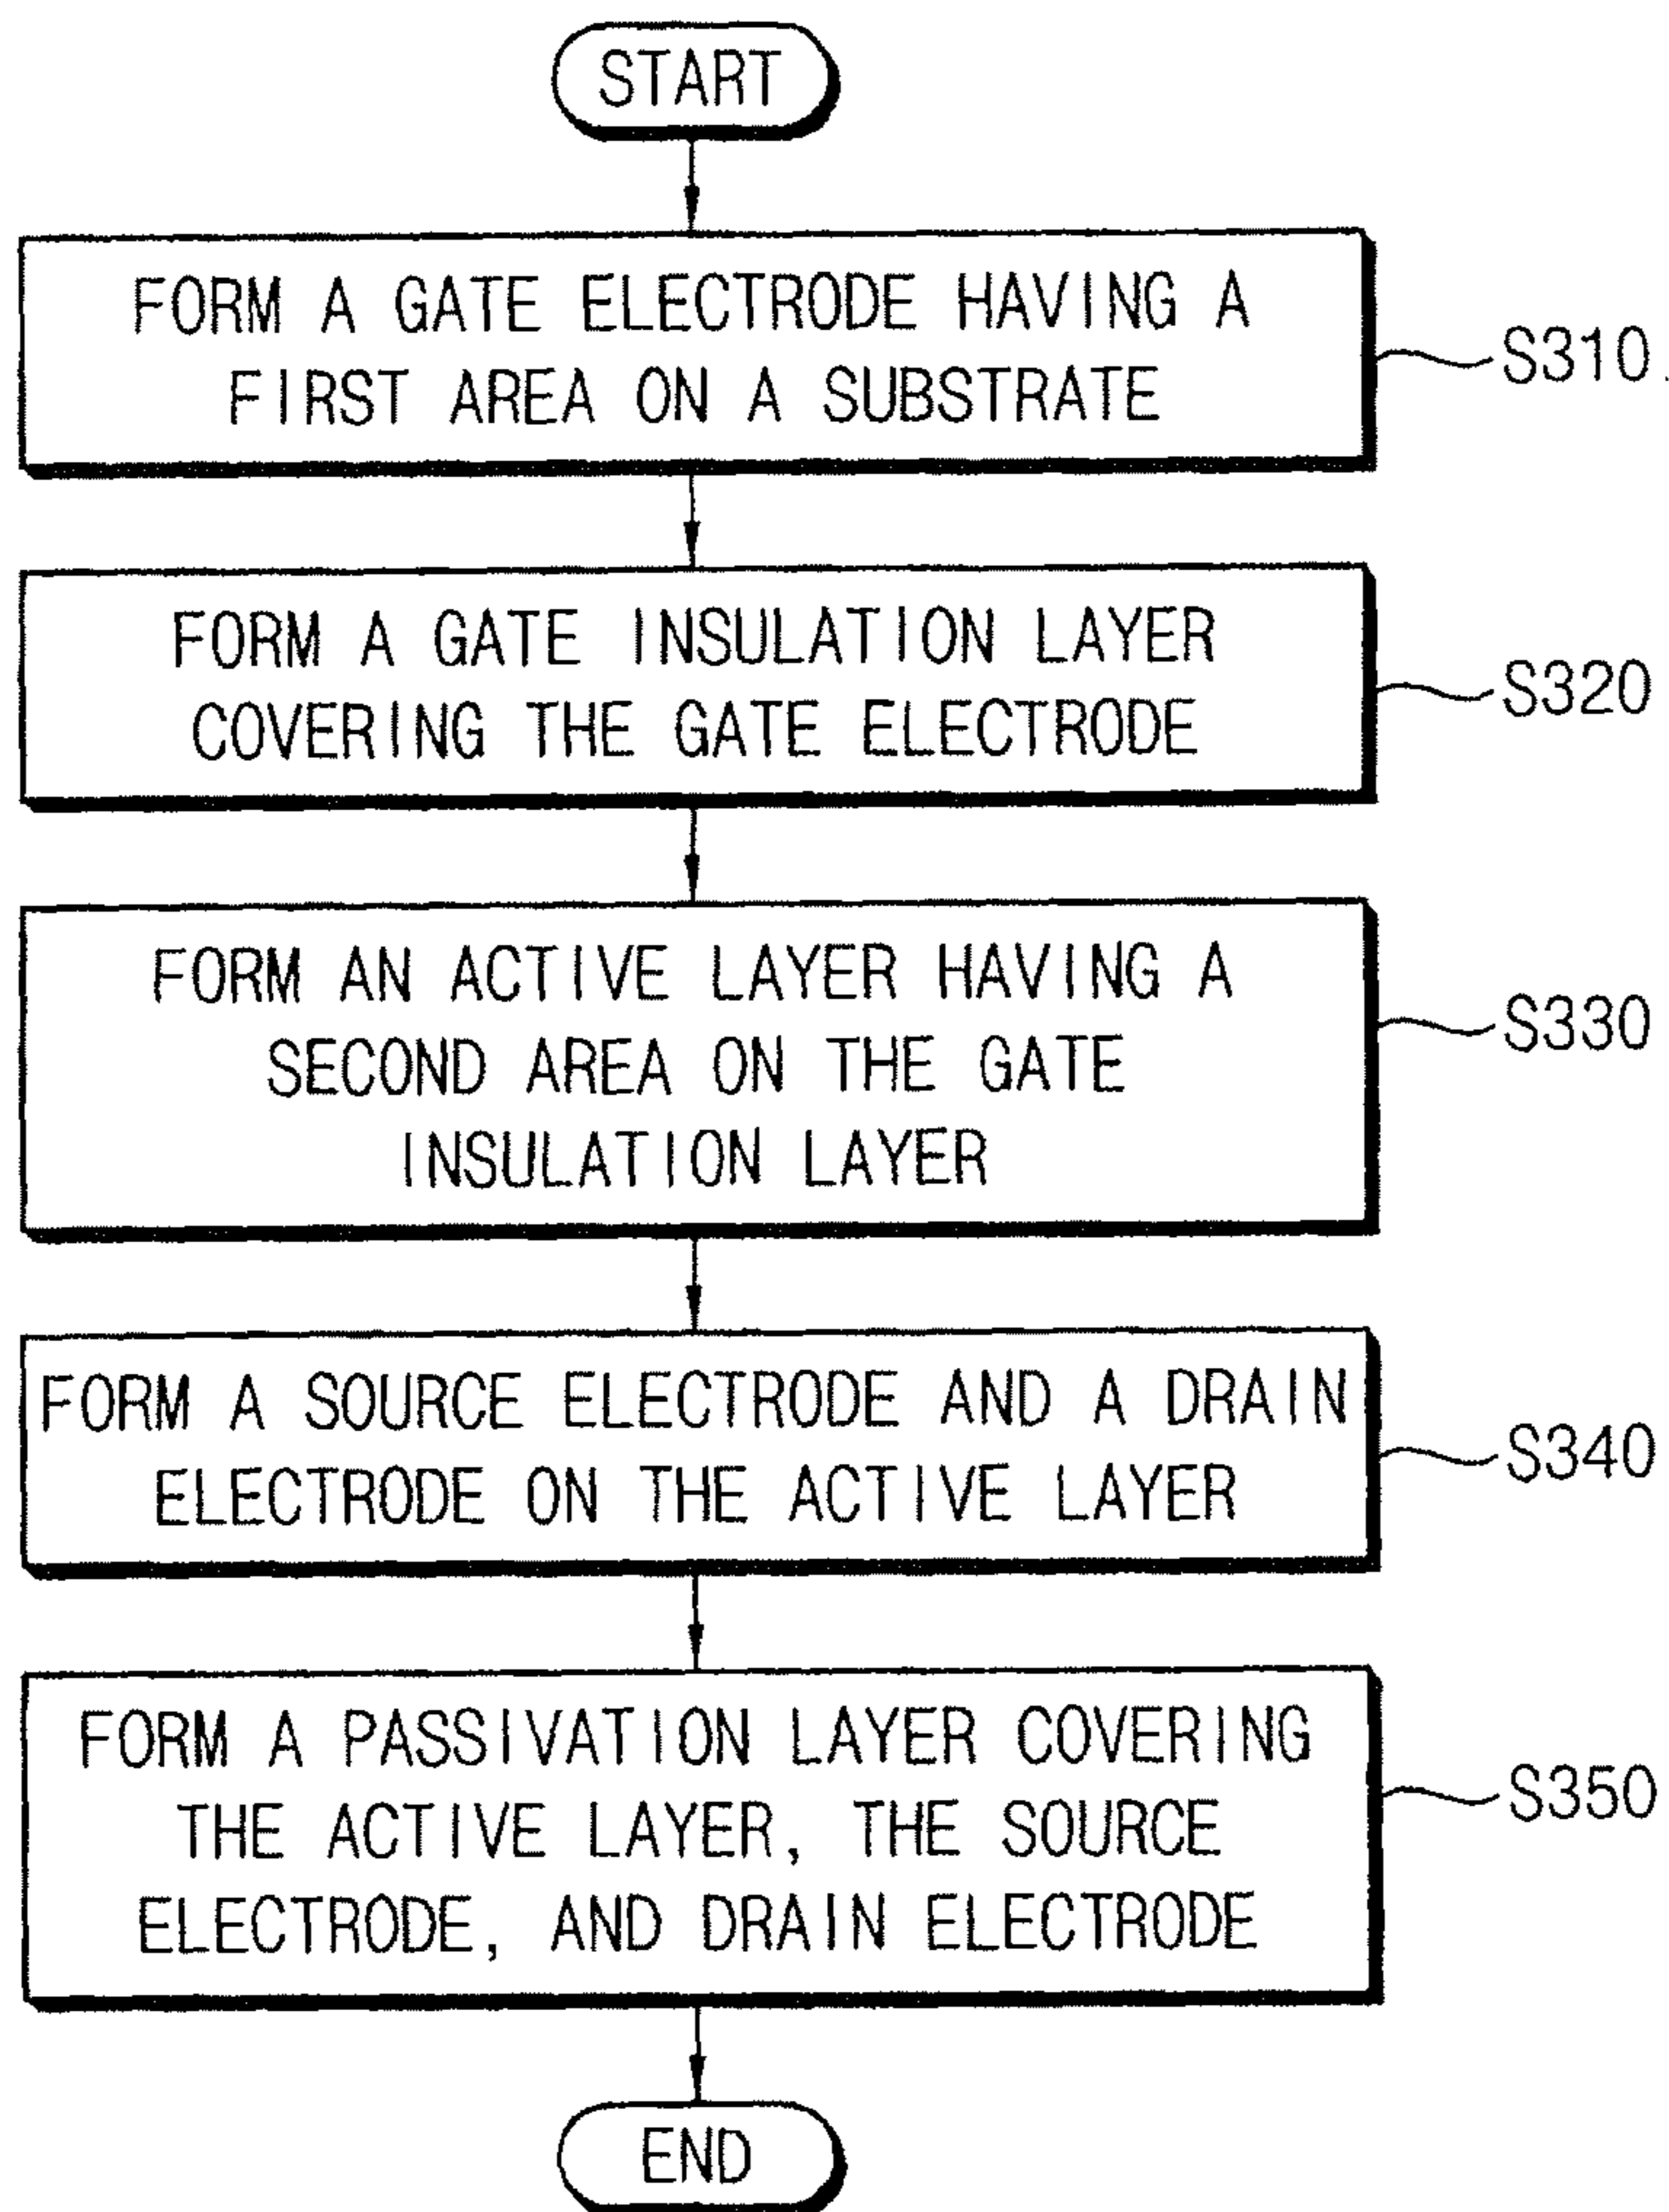 START
FORM A GATE ELECTRODE HAVING A
FIRST AREA ON A SUBSTRATE
S310
FORM A GATE INSULATION LAYER
COVERING THE GATE ELECTRODE
S320
FORM AN ACTIVE LAYER HAVING A
SECOND AREA ON THE GATE
INSULATION LAYER
S330
FORM A SOURCE ELECTRODE AND A DRAIN
ELECTRODE ON THE ACTIVE LAYER
S340
FORM A PASSIVATION LAYER COVERING
THE ACTIVE LAYER, THE SOURCE
ELECTRODE, AND DRAIN ELECTRODE
S350
END